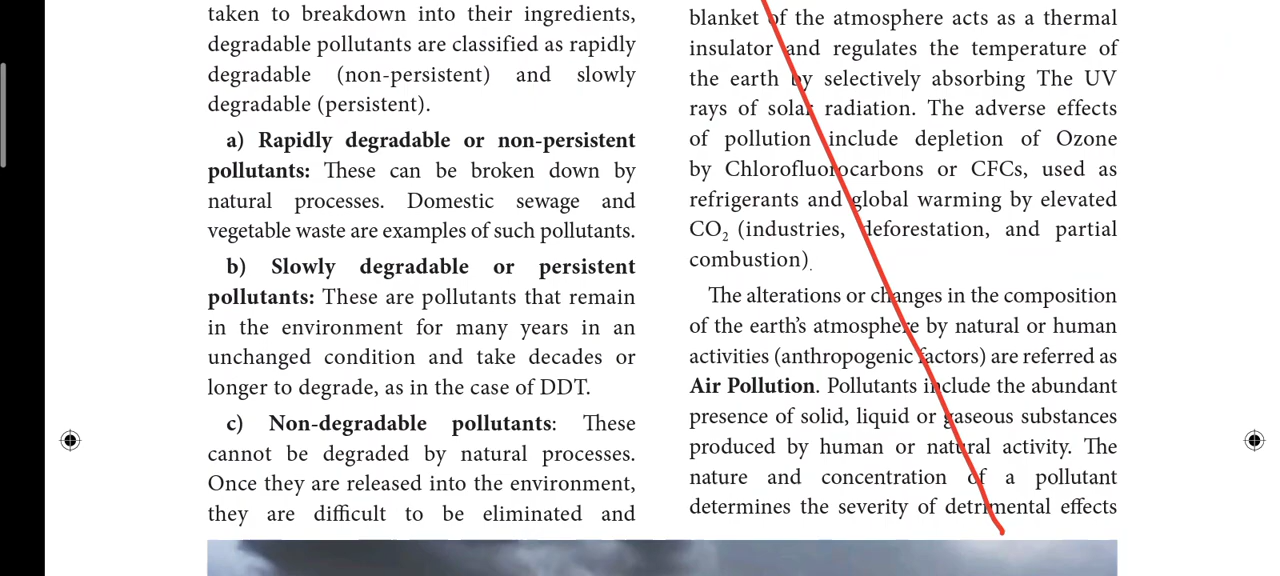 taken to breakdown into their ingredients,
degradable pollutants are classified as rapidly
degradable (non-persistent) and slowly
degradable (persistent).
a) Rapidly degradable or non-persistent
pollutants: These can be broken down by
natural processes. Domestic sewage and
vegetable waste are examples of such pollutants.
b) Slowly degradable or persistent
pollutants: These are pollutants that remain
in the environment for many years in an
unchanged condition and take decades or
longer to degrade, as in the case of DDT.
c) Non-degradable pollutants: These
cannot be degraded by natural processes.
Once they are released into the environment,
they are difficult to be eliminated and
blanket of the atmosphere acts as a thermal
insulator and regulates the temperature of
the earth by selectively absorbing The UV
rays of solar radiation. The adverse effects
of pollution include depletion of Ozone
by Chlorofluorocarbons or CFCs, used as
refrigerants and global warming by elevated
CO₂ (industries, deforestation, and partial
combustion).
The alterations or changes in the composition
of the earth's atmosphere by natural or human
activities (anthropogenic factors) are referred as
Air Pollution. Pollutants include the abundant
presence of solid, liquid or gaseous substances
produced by human or natural activity. The
nature and concentration of a pollutant
determines the severity of detrimental effects